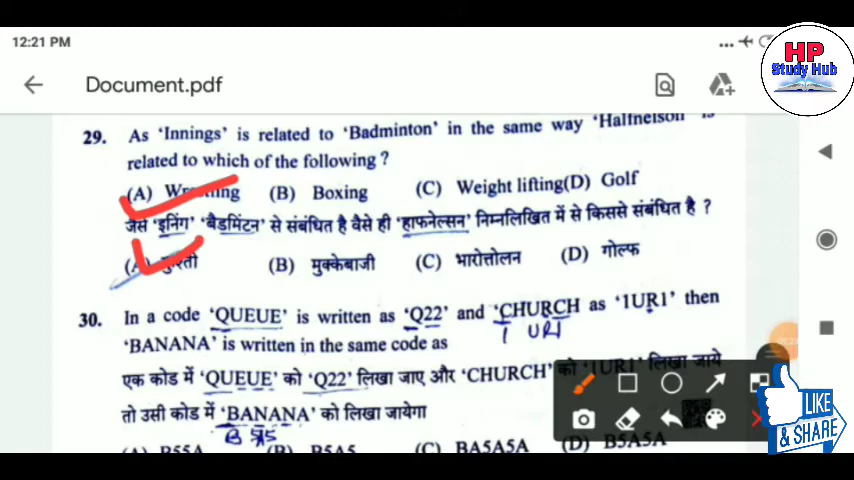 12:21 PM
HP
Study Hub
Document.pdf
29. As 'Innings' is related to 'Badminton' in the same way 'Halfnelson' is
related to which of the following ?
(A) (B) Boxing (C) Weight lifting(D) Golf
जैसे 'इनिंग' 'बैडमिंटन' से संबंधित है वैसे ही 'हाफनेल्सन' निम्नलिखित में से किससे संबंधित है ?
(B) मुक्केबाजी (C) भारोत्तोलन (D) गोल्फ
30. In a code 'QUEUE' is written as 'Q22' and 'CHURCH as '1UR1' then
1 UR1
'BANANA' is written in the same code as
एक कोड में 'QUEUE' को 'Q22' लिखा जाए और 'CHURCH' को '1UR1' लिखा जाये
तो उसी कोड में 'BANANA' को लिखा जायेगा
B
(A) B55A (B) B5A5 (C) BA5A5A (D) B5A5A
LIKE
& SHARE